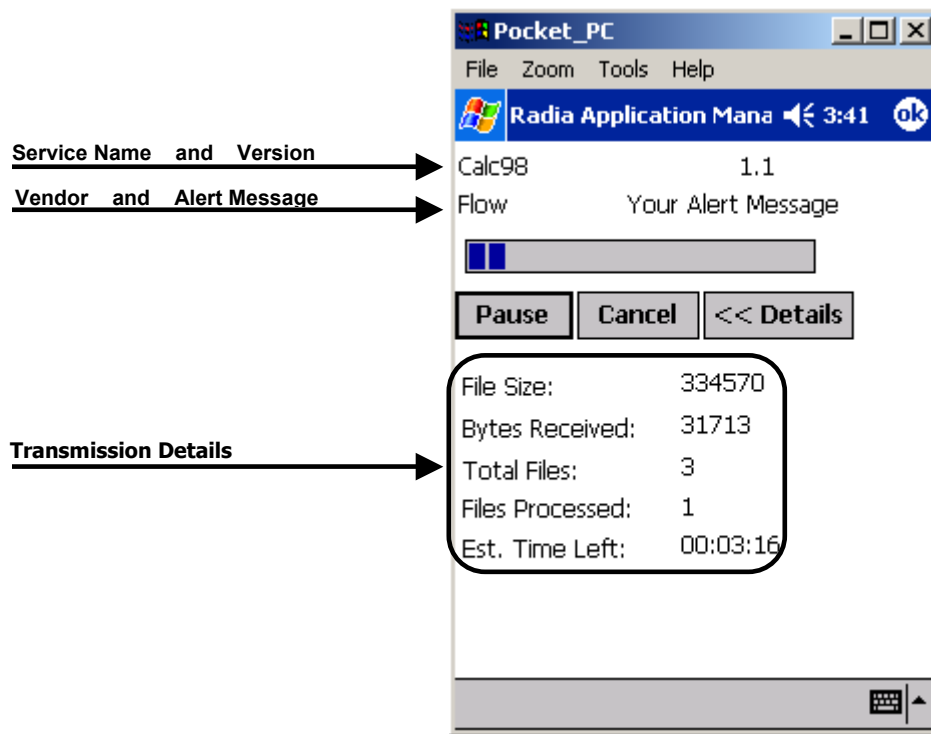 Pocket_PC
File Zoom Tools Help
Radia Application Mana 3:41 ok
Service Name and Version
Calc98 1.1
Vendor and Alert Message
Flow Your Alert Message
Pause Cancel << Details
File Size: 334570
Bytes Received: 31713
Transmission Details
Total Files: 3
Files Processed: 1
Est. Time Left: 00:03:16